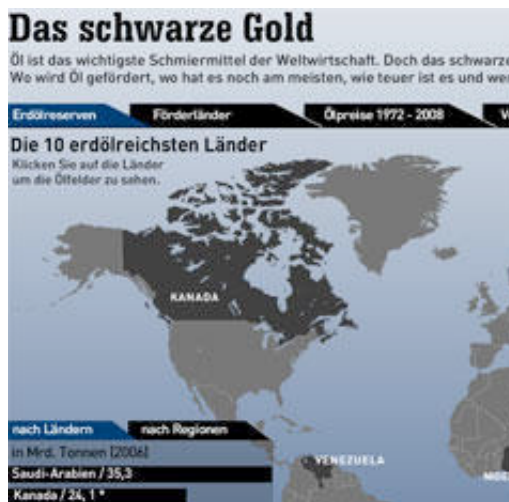 Das schwarze Gold
Öl ist das wichtigste Schmiermittel der Weltwirtschaft. Doch das schwarze
Wo wird Öl gefördert, wo hat es noch am meisten, wie teuer ist es und
Erdölreserven
Förderländer
Ölpreise 1972 - 2008
Die 10 erdölreichsten Länder
Klicken Sie auf die Länder
um die Ölfelder zu sehen.
KANADA
nach Ländern
nach Regionen
in Mrd. Tonnen (2006)
VENEZUELA
Saudi-Arabien / 35,3
Kanada / 24, 1 *